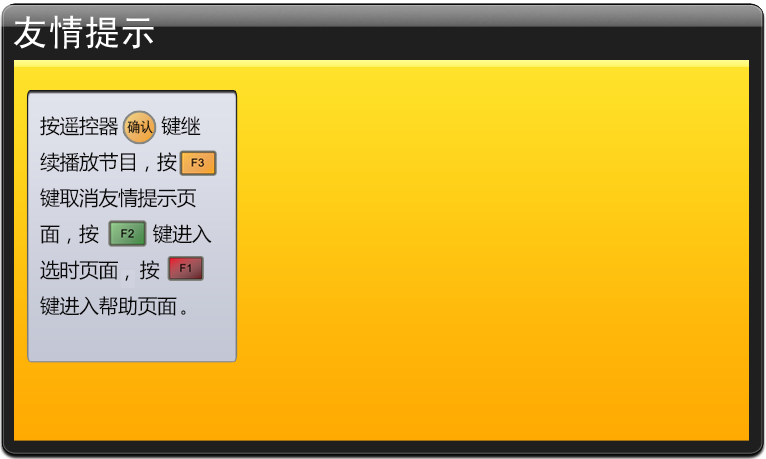 友情提示
按遥控器 确认 键继
续播放节目，按 F3
键取消友情提示页
面，按 F2 键进入
选时页面，按 F1
键进入帮助页面。